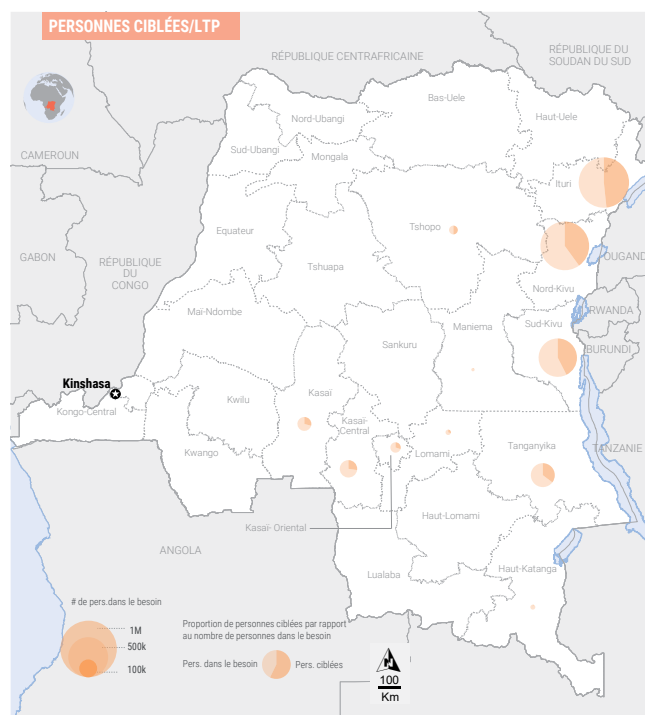 PERSONNES CIBLÉES/LTP
RÉPUBLIQUE CENTRAFRICAINE
RÉPUBLIQUE DU
SOUDAN DU SUD
Bas-Uele
Nord-Ubangi
Haut-Uele
Sud-Ubangi
Mongala
CAMEROUN
Ituri
Equateur
Tshopo
GABON
RÉPUBLIQUE
DU
CONGO
OUGAND
Tshuapa
Nord-Kivu
Maï-Ndombe
RWANDA
Sud-Kivu
Maniema
Sankuru
BURUNDI
Kinshasa
Kasaï
Kwilu
Kongo-Central
Kasaï-
Central
Tanganyika
TANZANIE
Lomami
Kwango
Haut-Lomami
Kasaï- Oriental
ANGOLA
Haut-Katanga
Lualaba
# de pers.dans le besoin
1M
500k
100k
Proportion de personnes ciblées par rapport
au nombre de personnes dans le besoin
Pers. dans le besoin
Pers. ciblées
100
Km